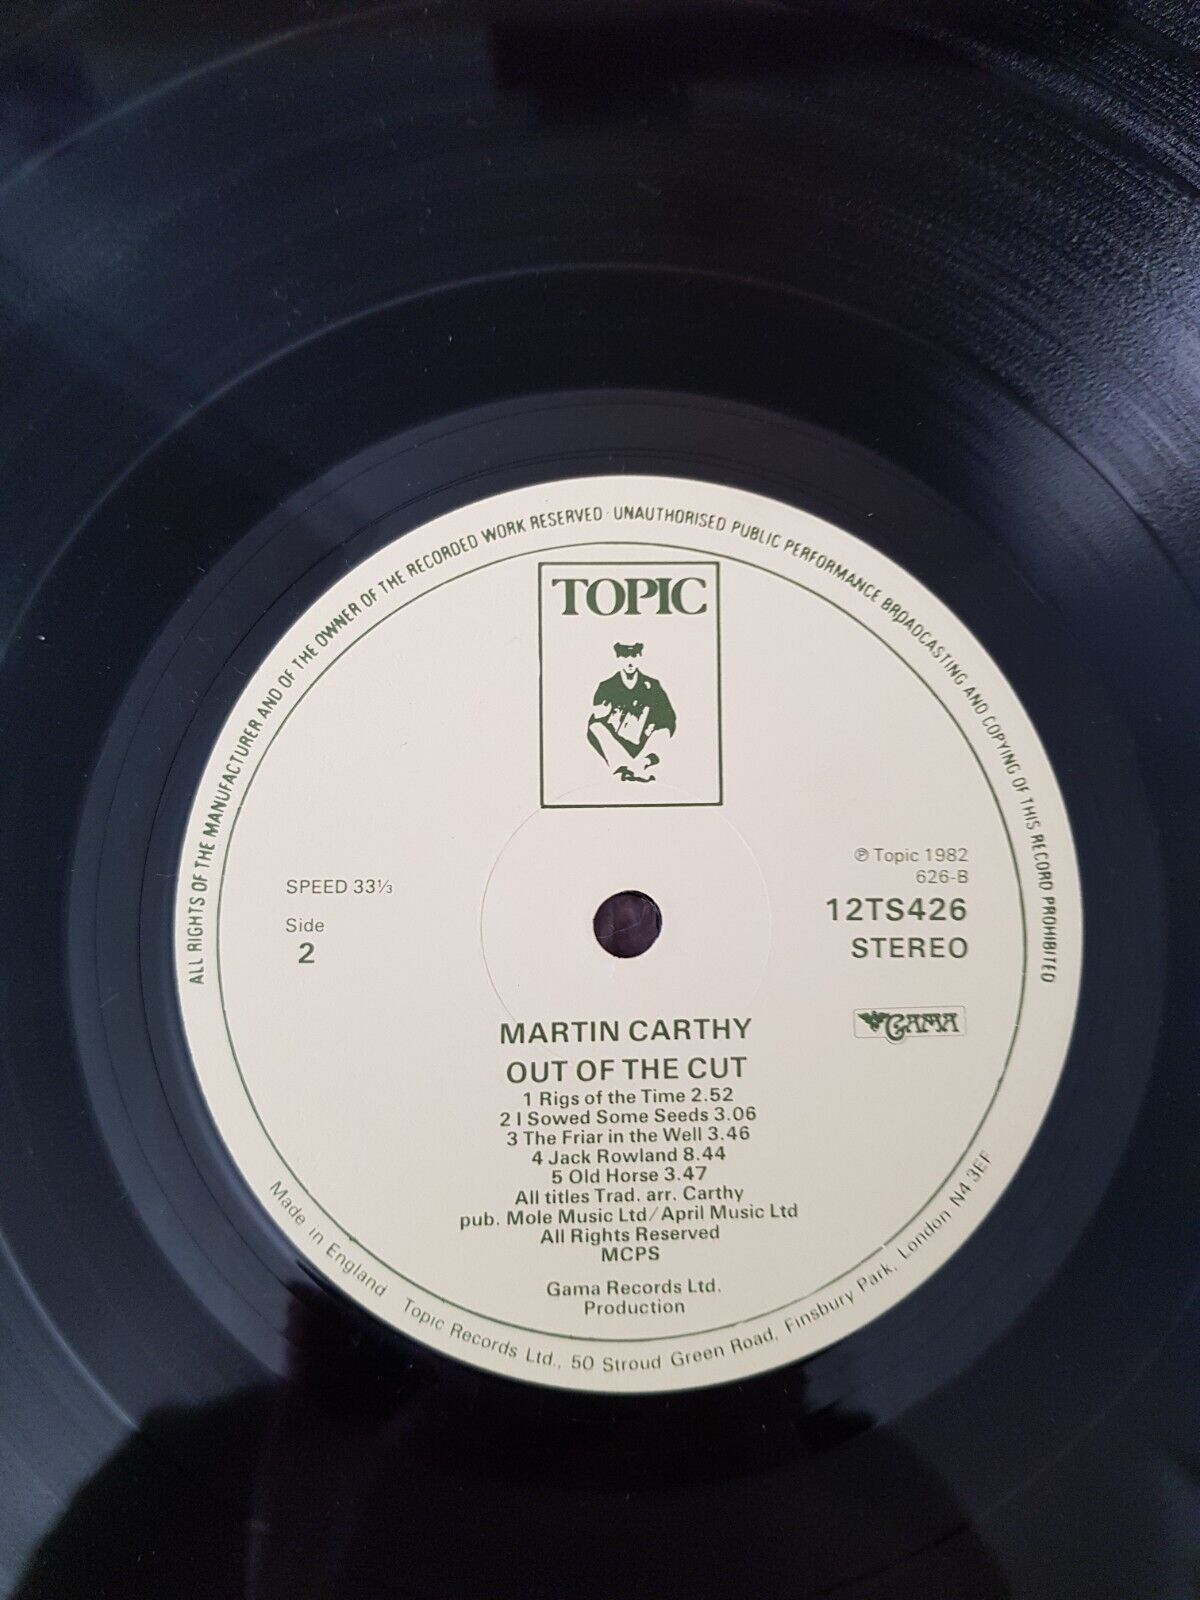 ALL RIGHTS OF THE MANUFACTURER AND OF THE OWNER OF THE RECORDED WORK RESERVED · UNAUTHORISED PUBLIC PERFORMANCE BROADCASTING AND COPYING OF THIS RECORD PROHIBITED
TOPIC
SPEED 33⅓
Side
2
℗ Topic 1982
626-B
12TS426
STEREO
GAMA
MARTIN CARTHY
OUT OF THE CUT
1 Rigs of the Time 2.52
2 I Sowed Some Seeds 3.06
3 The Friar in the Well 3.46
4 Jack Rowland 8.44
5 Old Horse 3.47
All titles Trad. arr. Carthy
pub. Mole Music Ltd/April Music Ltd
All Rights Reserved
MCPS
Gama Records Ltd.
Production
Made in England Topic Records Ltd., 50 Stroud Green Road, Finsbury Park, London N4 3EF